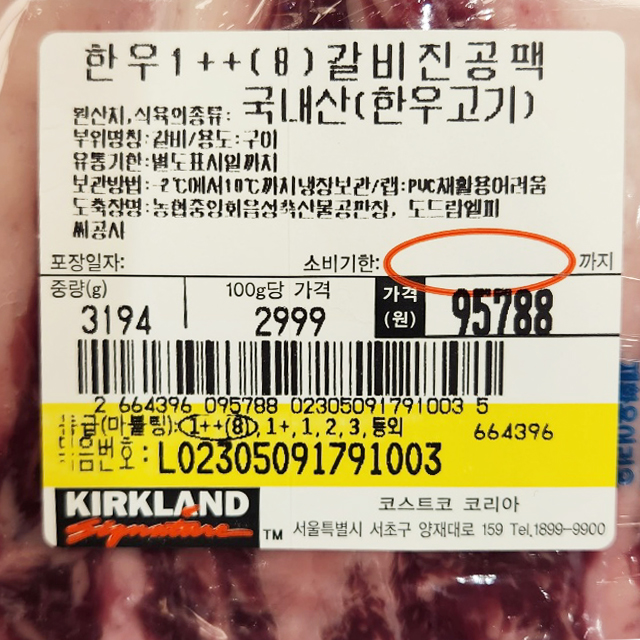 한우1++(8)갈비진공팩
원산지,식육의종류: 국내산(한우고기)
부위명칭:갈비/용도:구이
유통기한:별도표시일까지
보관방법:-2℃에서10℃까지냉장보관/랩:PVC재활용어려움
도축장명:농협중앙회음성축산물공판장, 도드람엘피
씨공사
포장일자: 소비기한: 까지
중량(g) 100g당 가격 가격(원)
3194 2999 95788
2 664396 095788 02305091791003 5
등급(마블링):1++(8),1+,1,2,3,등외 664396
묶음번호:L02305091791003
KIRKLAND
Signature ™
코스트코 코리아
서울특별시 서초구 양재대로 159 Tel.1899-9900